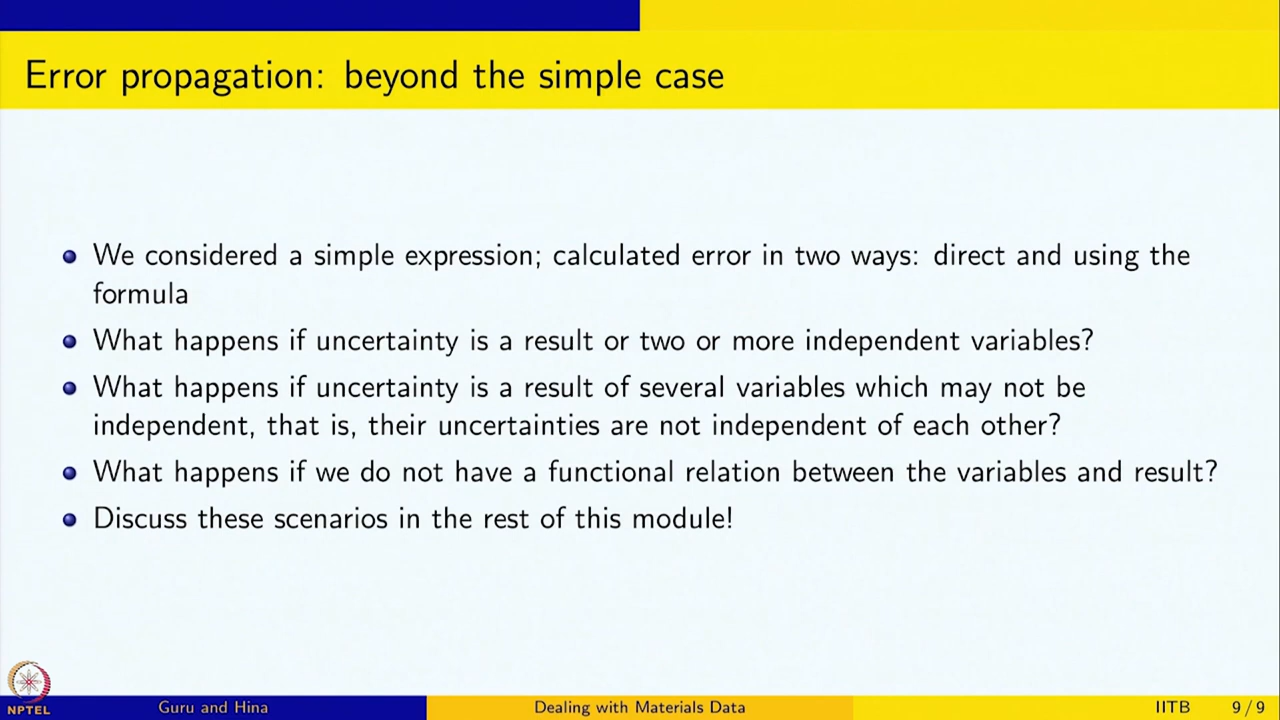 Error propagation: beyond the simple case
We considered a simple expression; calculated error in two ways: direct and using the
formula
What happens if uncertainty is a result or two or more independent variables?
What happens if uncertainty is a result of several variables which may not be
independent, that is, their uncertainties are not independent of each other?
What happens if we do not have a functional relation between the variables and result?
Discuss these scenarios in the rest of this module!
NPTEL
Guru and Hina
Dealing with Materials Data
IITB
9 / 9